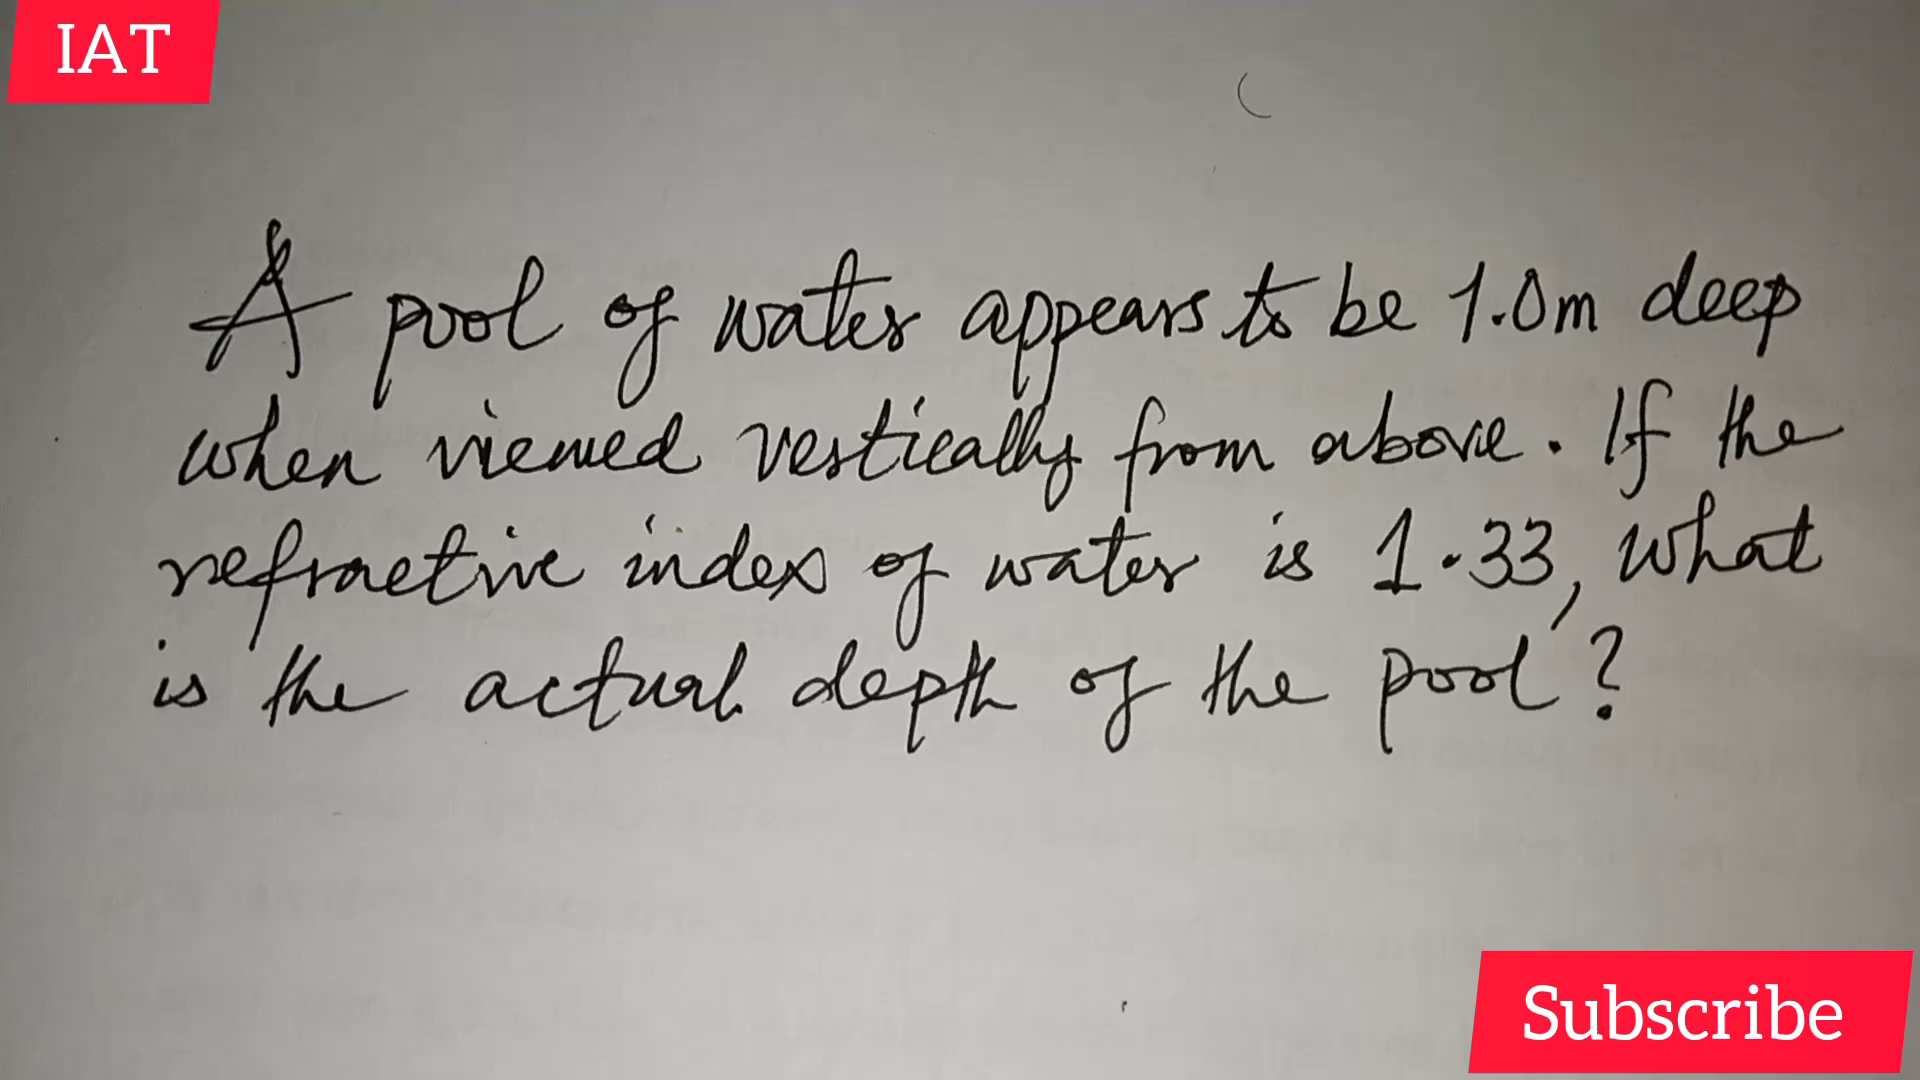 IAT
A pool of water appears to be 1.0m deep
when viewed vertically from above. If the
refractive index of water is 1.33, what
is the actual depth of the pool?
Subscribe